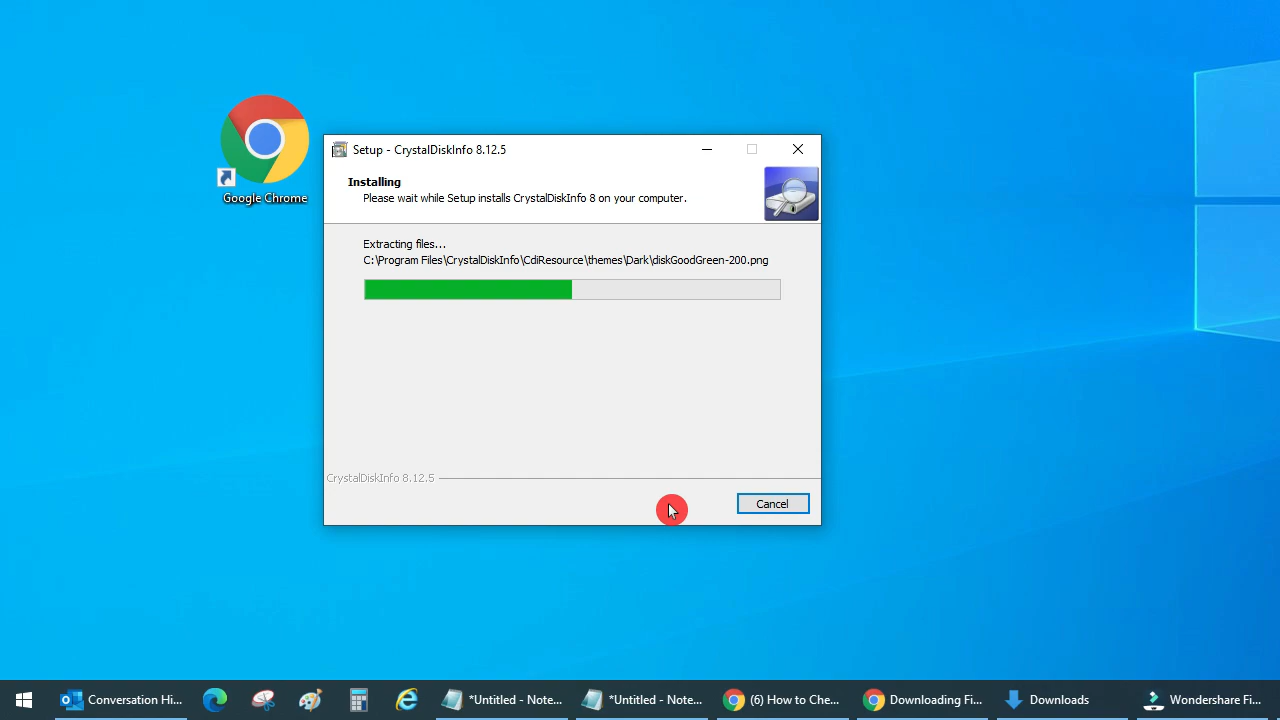 Google Chrome
Setup - CrystalDiskInfo 8.12.5
Installing
Please wait while Setup installs CrystalDiskInfo 8 on your computer.
Extracting files...
C:\Program Files\CrystalDiskInfo\CdiResource\themes\Dark\diskGoodGreen-200.png
CrystalDiskInfo 8.12.5
Cancel
Conversation Hi...
*Untitled - Note...
*Untitled - Note...
(6) How to Che...
Downloading Fi...
Downloads
Wondershare Fi...